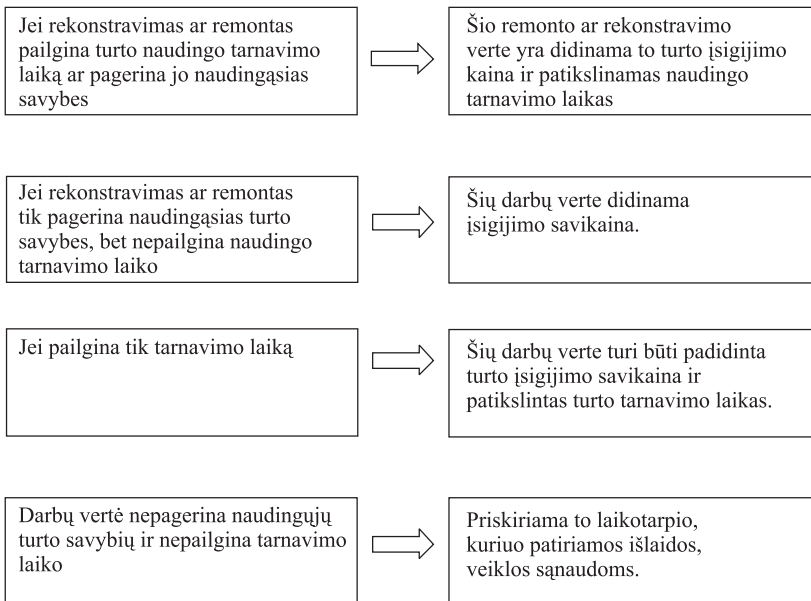 Jei rekonstravimas ar remontas
pailgina turto naudingo tarnavimo
laiką ar pagerina jo naudingąsias
savybes
Šio remonto ar rekonstravimo
verte yra didinama to turto įsigijimo
kaina ir patikslinamas naudingo
tarnavimo laikas
Jei rekonstravimas ar remontas
tik pagerina naudingąsias turto
savybes, bet nepailgina naudingo
tarnavimo laiko
Šių darbų verte didinama
įsigijimo savikaina.
Jei pailgina tik tarnavimo laiką
Šių darbų verte turi būti padidinta
turto įsigijimo savikaina ir
patikslintas turto tarnavimo laikas.
Darbų vertė nepagerina naudingųjų
turto savybių ir nepailgina tarnavimo
laiko
Priskiriama to laikotarpio,
kuriuo patiriamos išlaidos,
veiklos sąnaudoms.